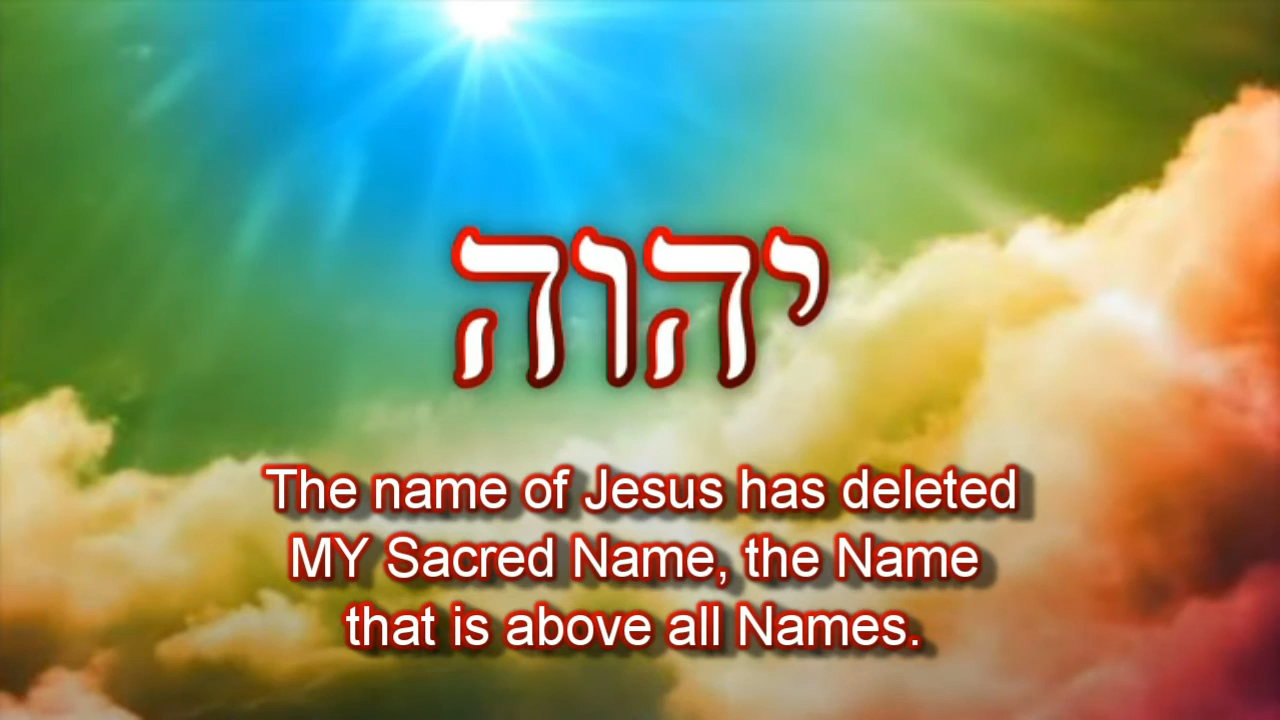 יהוה
The name of Jesus has deleted
MY Sacred Name, the Name
that is above all Names.